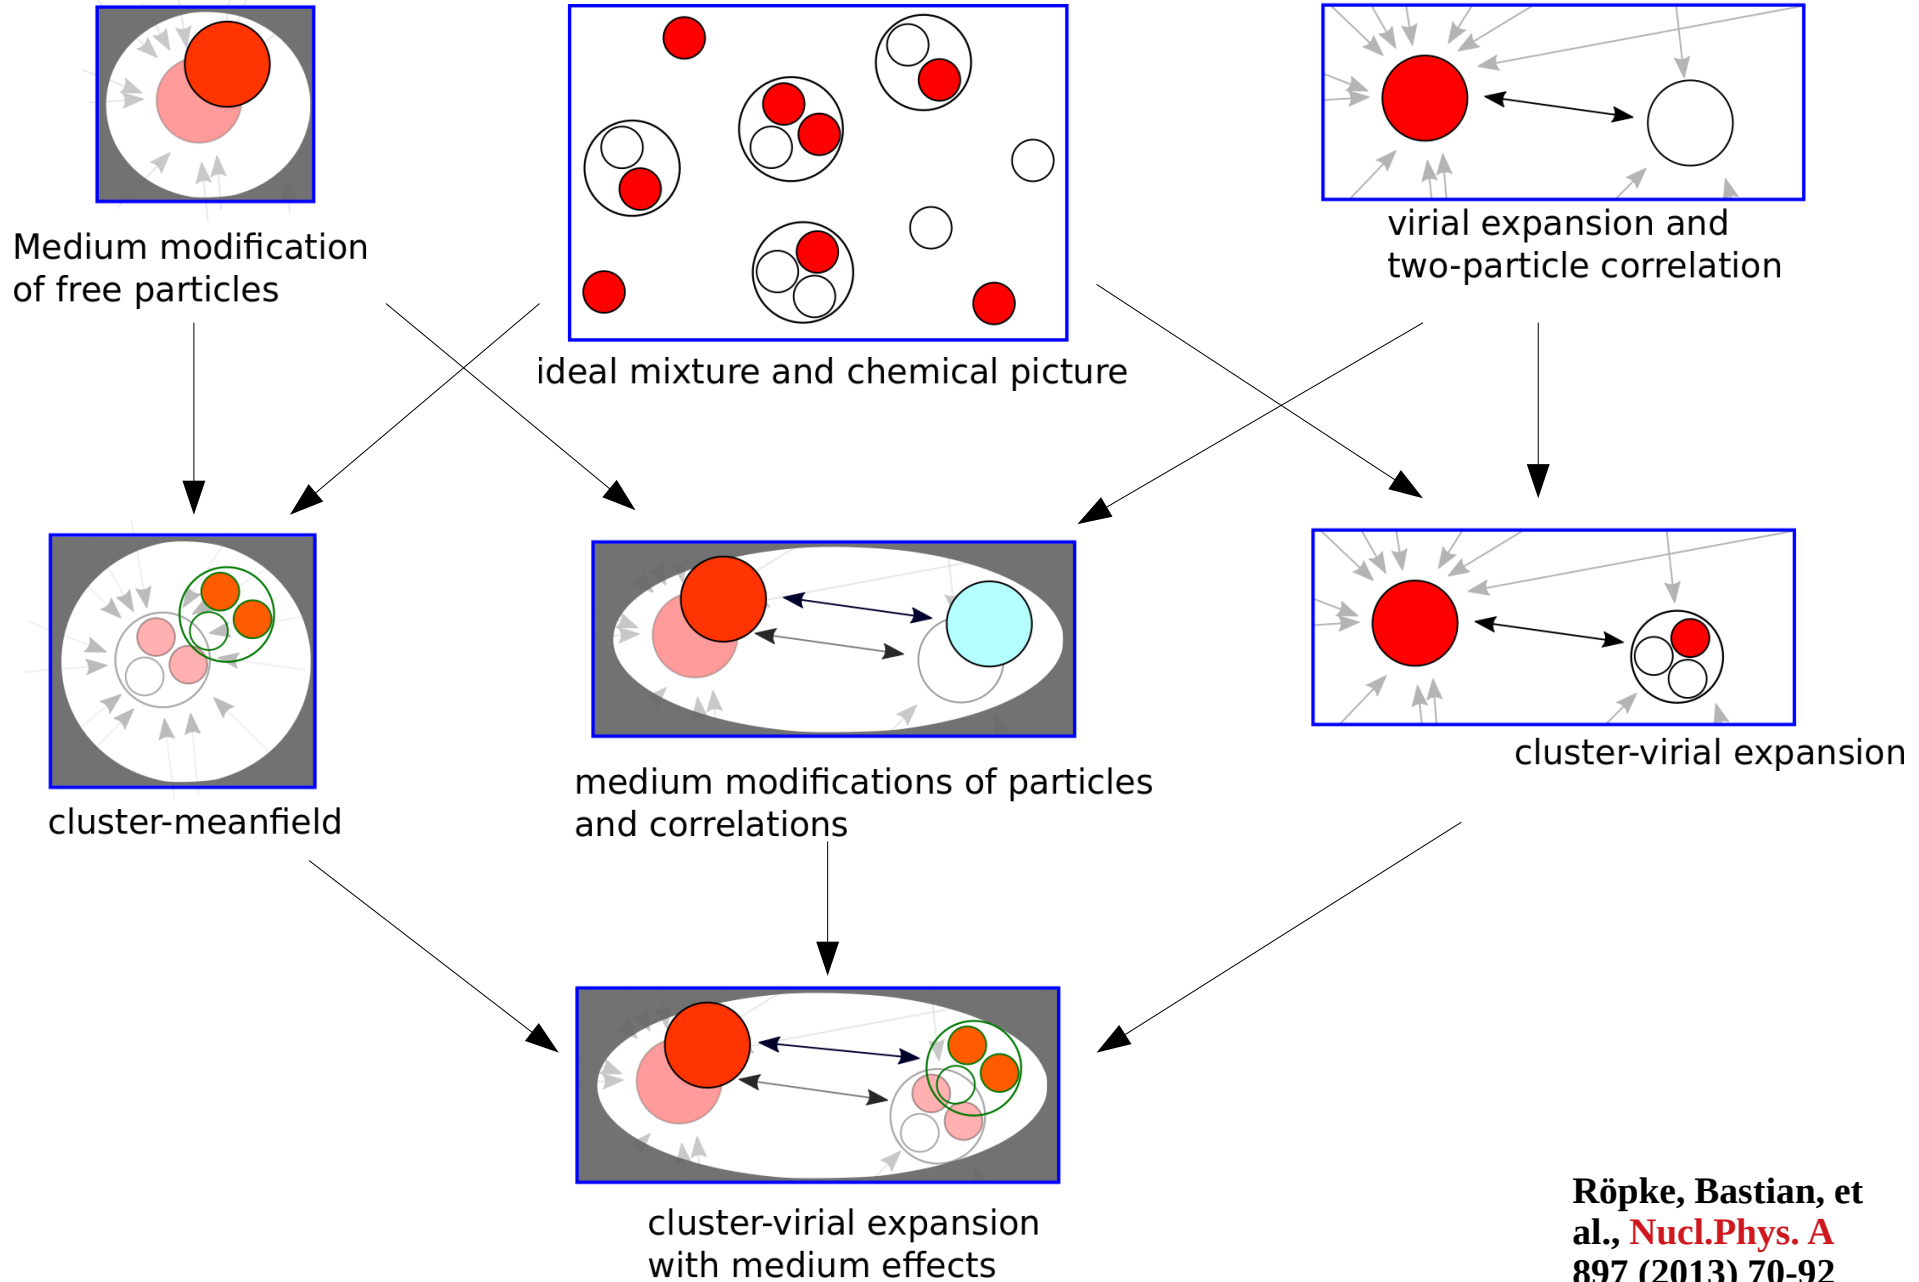 Medium modification
of free particles
ideal mixture and chemical picture
virial expansion and
two-particle correlation
cluster-meanfield
medium modifications of particles
and correlations
cluster-virial expansion
cluster-virial expansion
with medium effects
Röpke, Bastian, et
al., Nucl.Phys. A
897 (2013) 70-92